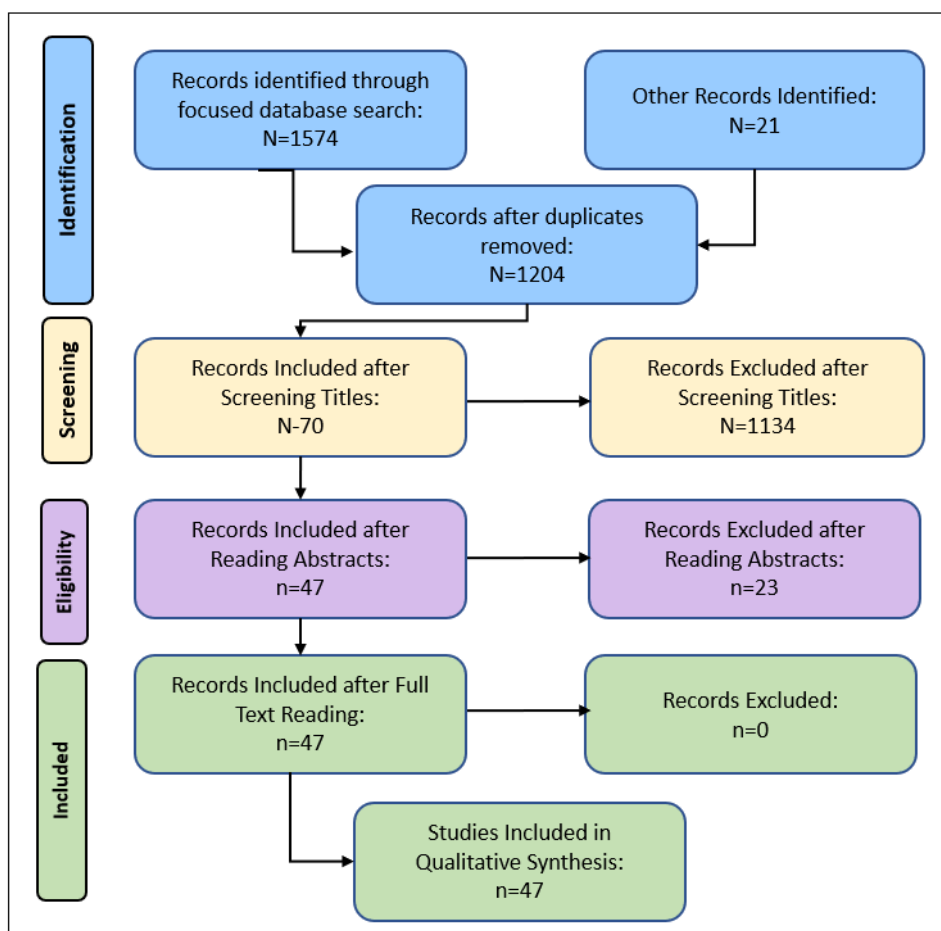 Identification
Records identified through
focused database search:
N=1574
Other Records Identified:
N=21
Records after duplicates
removed:
N=1204
Screening
Records Included after
Screening Titles:
N-70
Records Excluded after
Screening Titles:
N=1134
Eligibility
Records Included after
Reading Abstracts:
n=47
Records Excluded after
Reading Abstracts:
n=23
Included
Records Included after Full
Text Reading:
n=47
Records Excluded:
n=0
Studies Included in
Qualitative Synthesis:
n=47